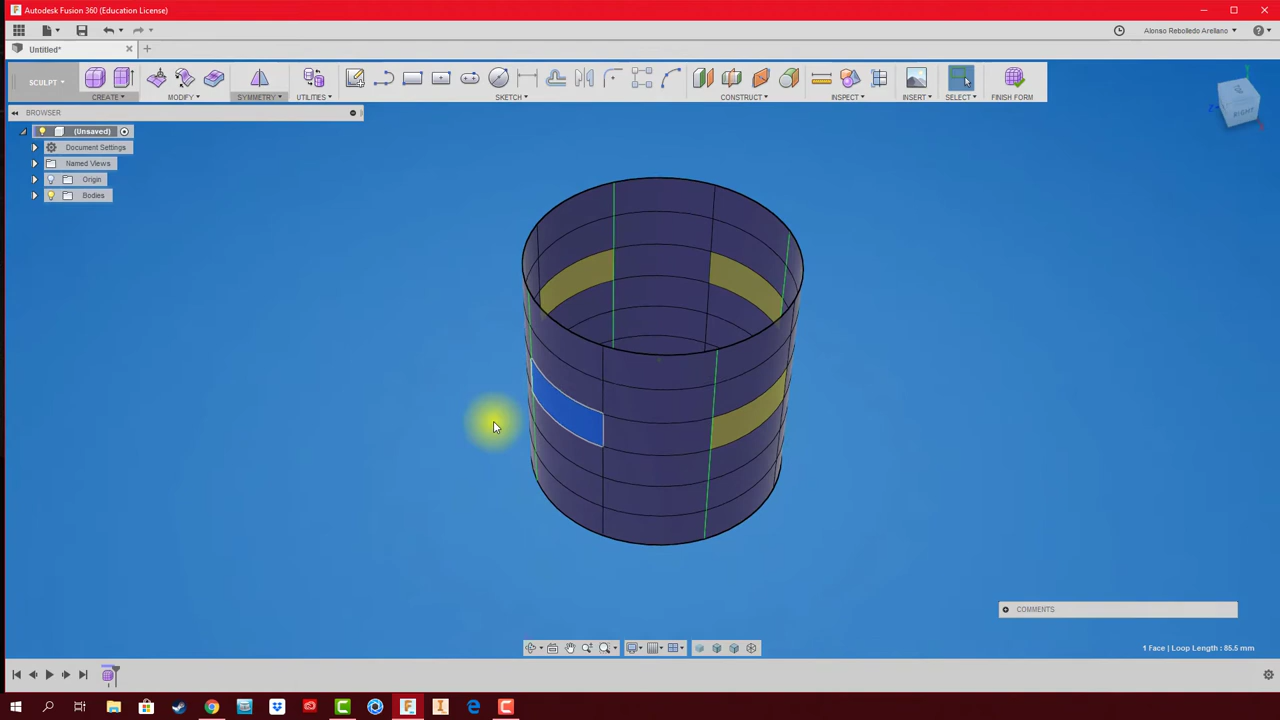 Autodesk Fusion 360 (Education License)
Alonso Rebolledo Arellano
Untitled*
SCULPT
CREATE
MODIFY
SYMMETRY
UTILITIES
SKETCH
CONSTRUCT
INSPECT
INSERT
SELECT
FINISH FORM
BROWSER
(Unsaved)
Document Settings
Named Views
Origin
Bodies
Z
RIGHT
COMMENTS
1 Face | Loop Length : 85.5 mm